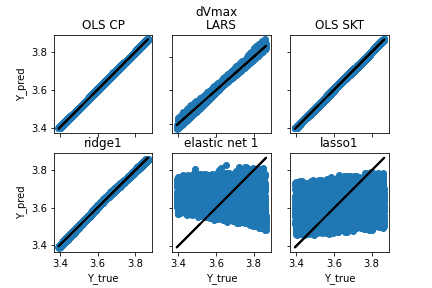 dVmax
OLS CP
LARS
OLS SKT
3.8
3.6
3.4
Y_pred
ridge1
elastic net 1
lasso1
3.8
3.6
3.4
Y_pred
3.4 3.6 3.8
3.4 3.6 3.8
3.4 3.6 3.8
Y_true
Y_true
Y_true